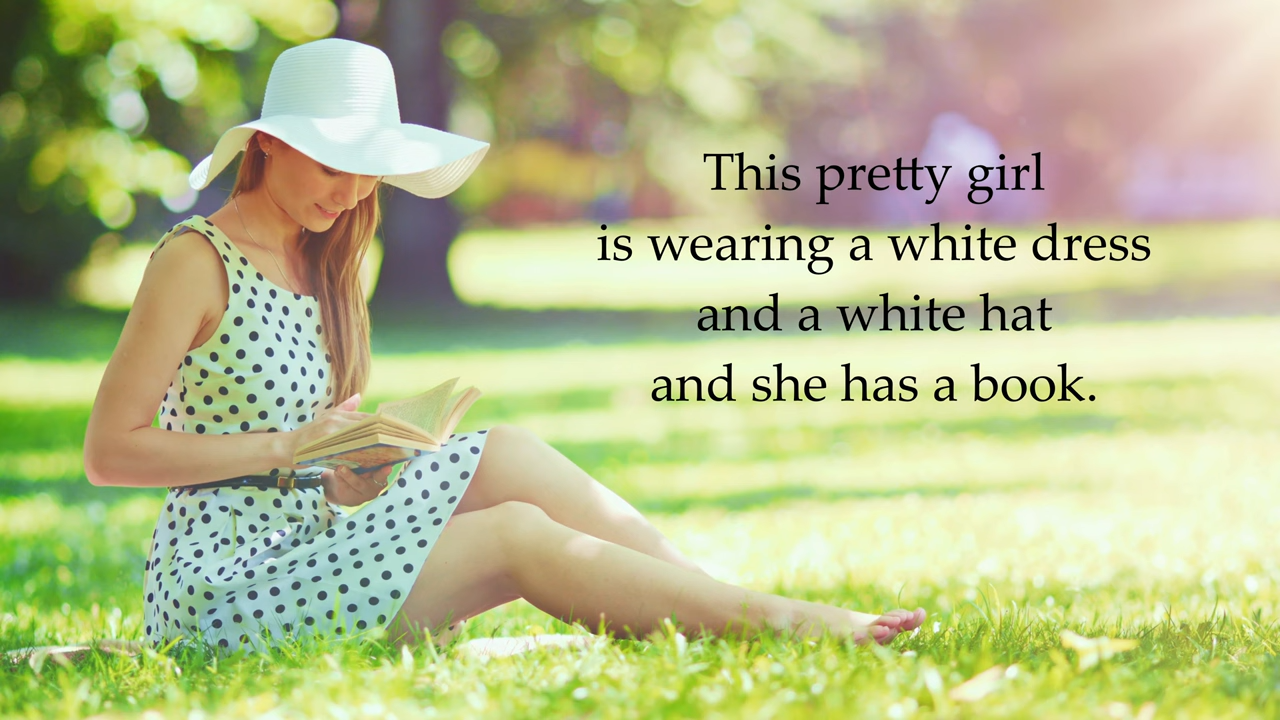 This pretty girl
is wearing a white dress
and a white hat
and she has a book.